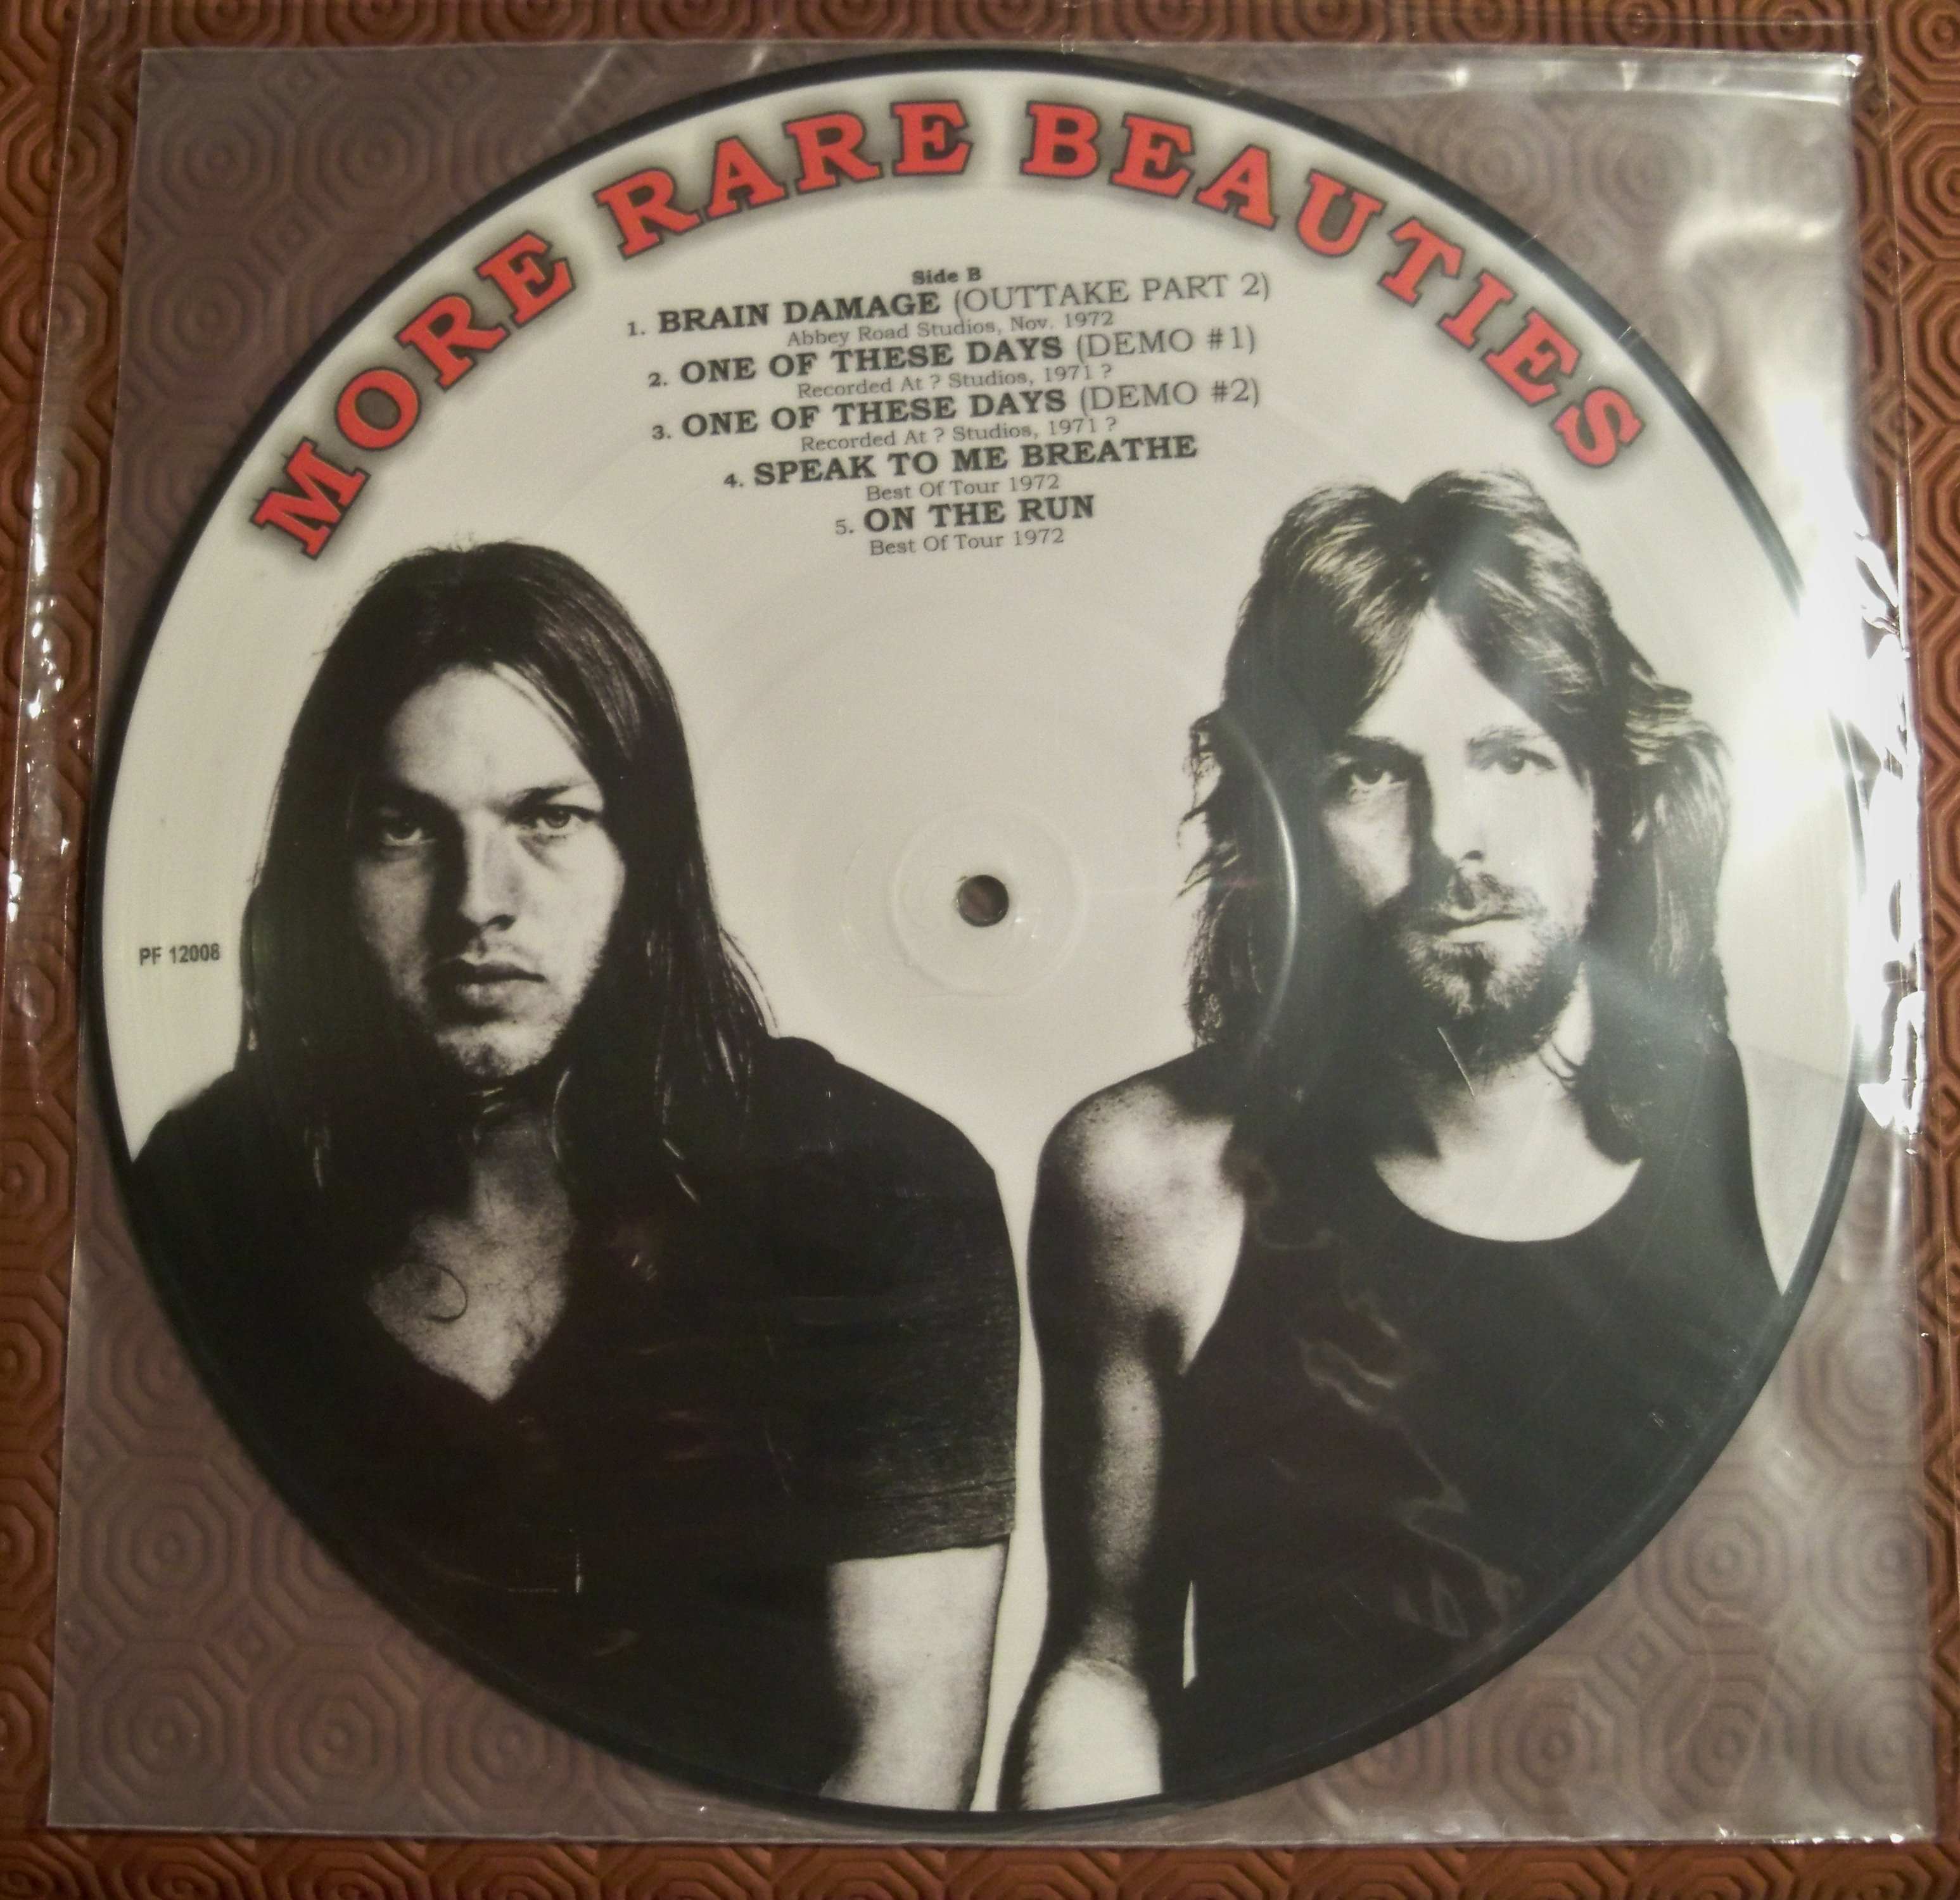 MORE RARE BEAUTIES
Side B
1. BRAIN DAMAGE (OUTTAKE PART 2)
Abbey Road Studios, Nov. 1972
2. ONE OF THESE DAYS (DEMO #1)
Recorded At ? Studios, 1971 ?
3. ONE OF THESE DAYS (DEMO #2)
Recorded At ? Studios, 1971 ?
4. SPEAK TO ME BREATHE
Best Of Tour 1972
5. ON THE RUN
Best Of Tour 1972
PF 12008